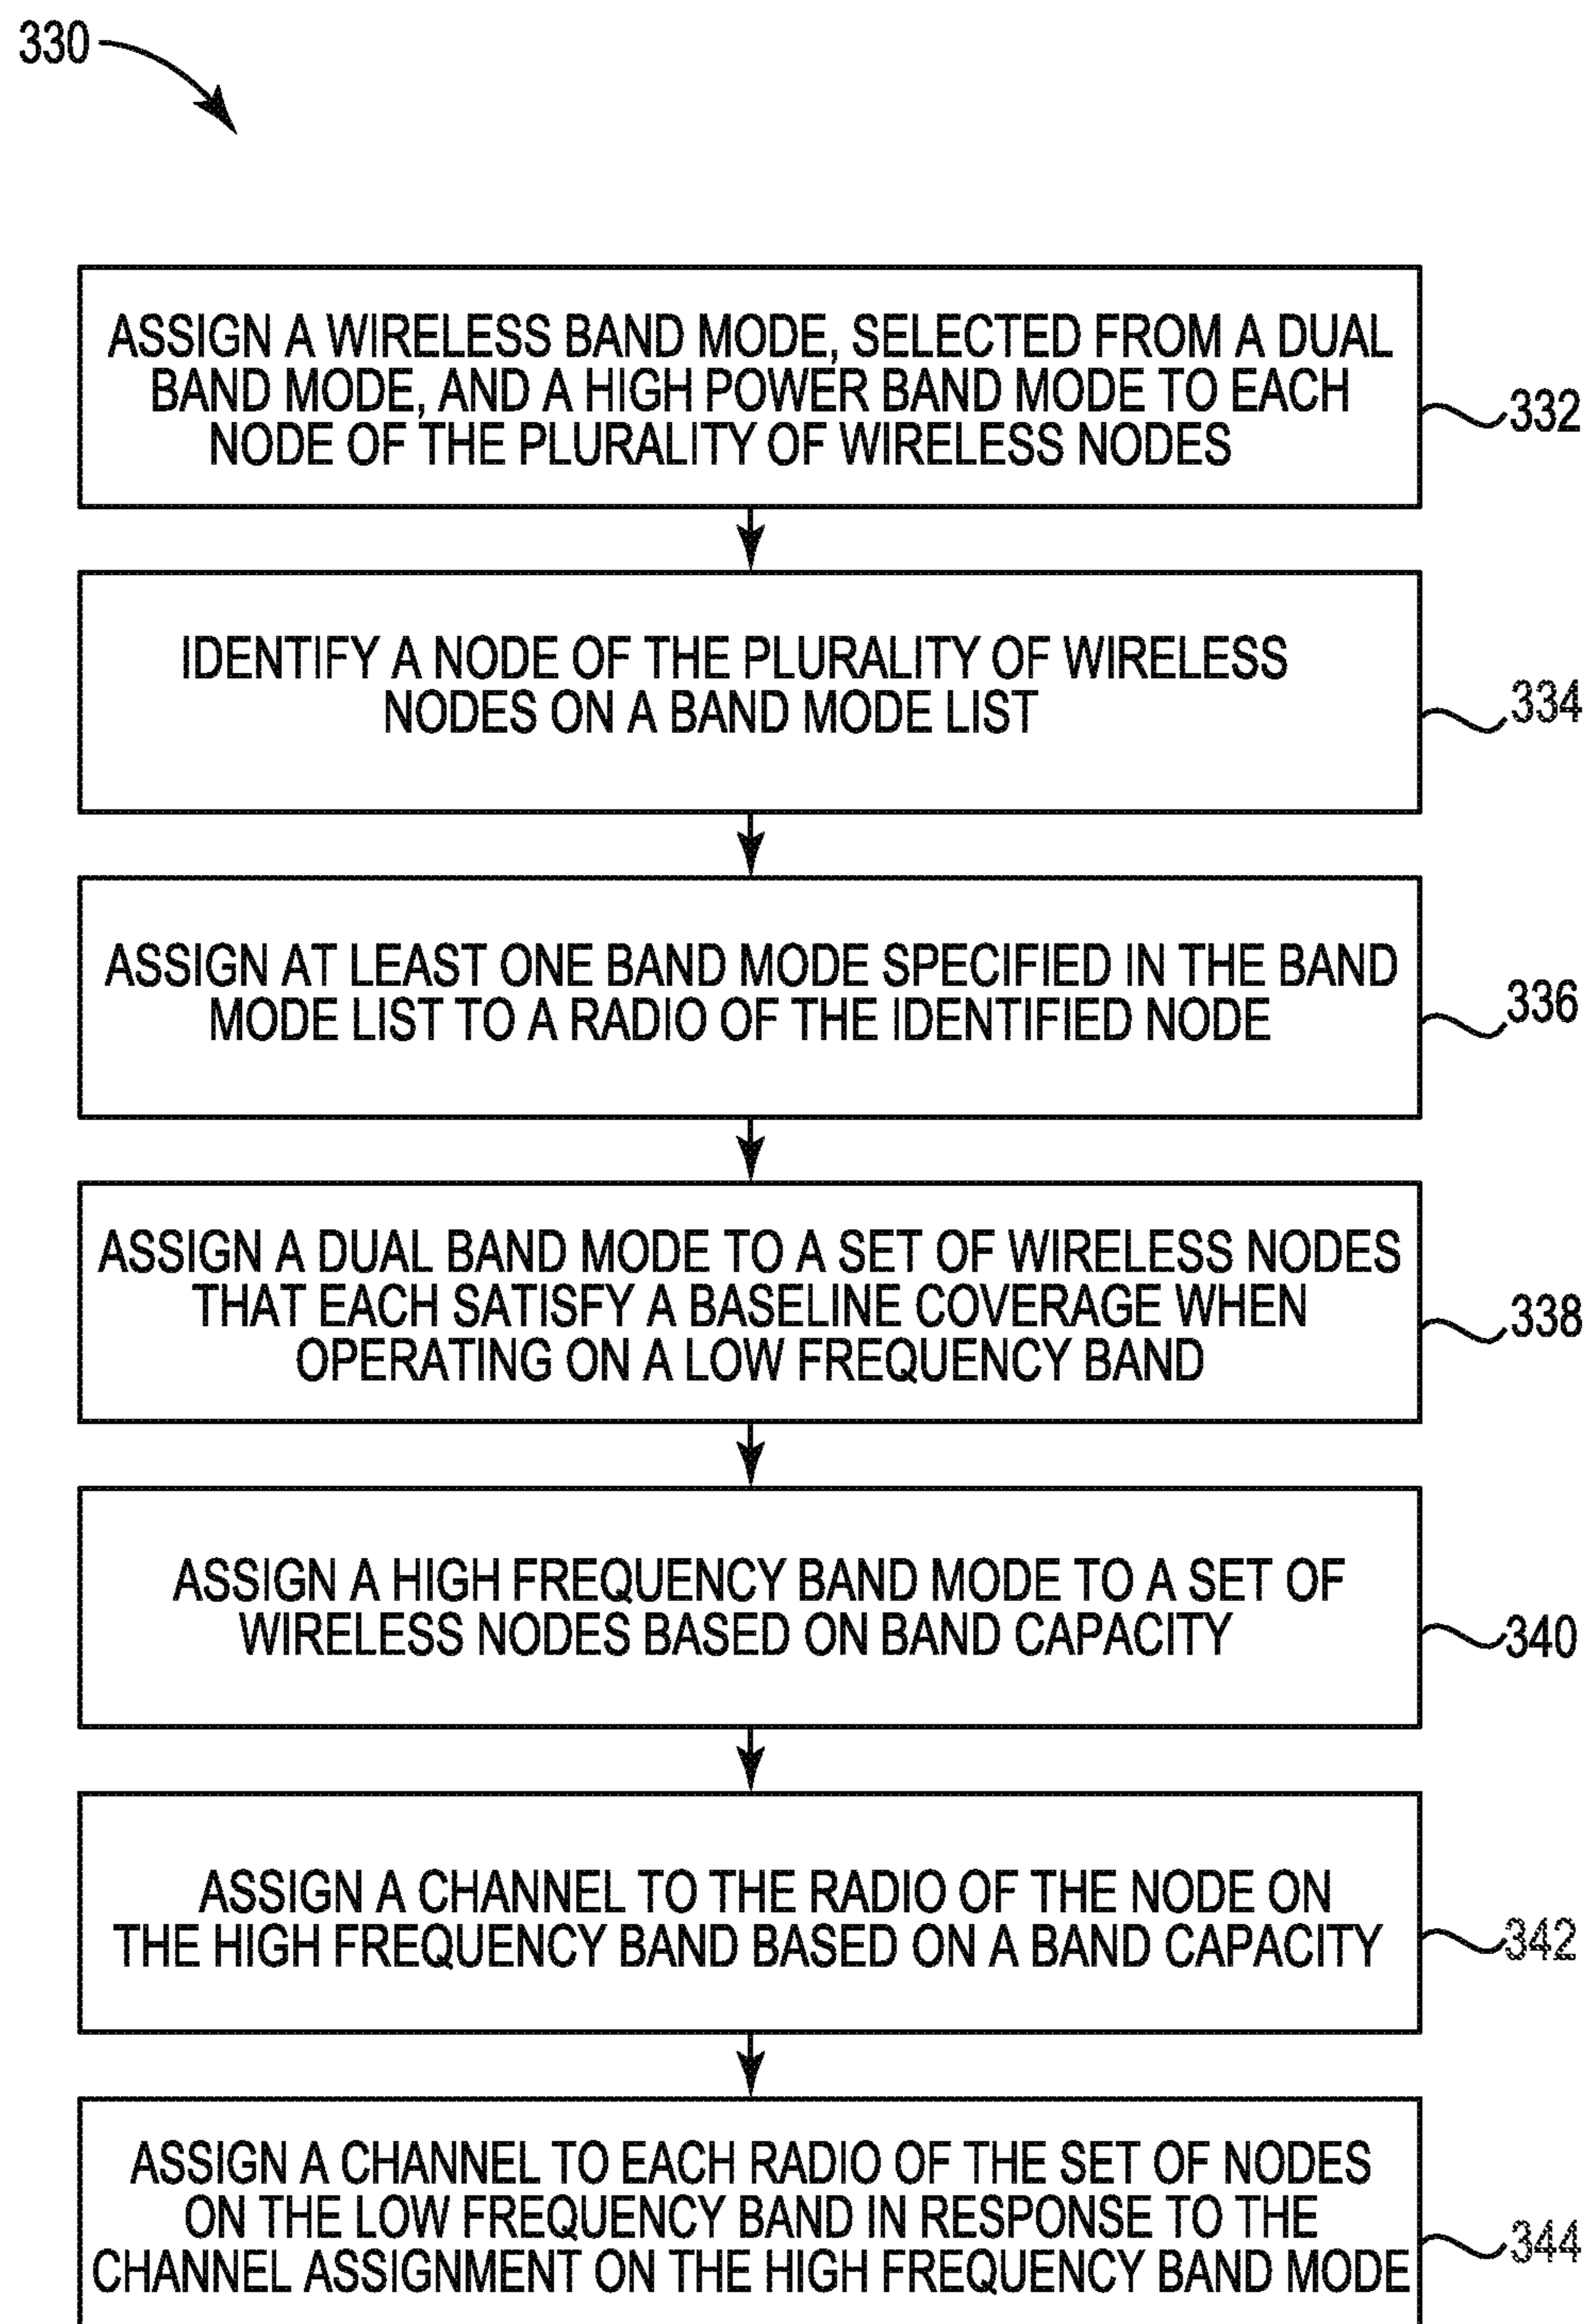 330
ASSIGN A WIRELESS BAND MODE, SELECTED FROM A DUAL
BAND MODE, AND A HIGH POWER BAND MODE TO EACH
NODE OF THE PLURALITY OF WIRELESS NODES
332
IDENTIFY A NODE OF THE PLURALITY OF WIRELESS
NODES ON A BAND MODE LIST
334
ASSIGN AT LEAST ONE BAND MODE SPECIFIED IN THE BAND
MODE LIST TO A RADIO OF THE IDENTIFIED NODE
336
ASSIGN A DUAL BAND MODE TO A SET OF WIRELESS NODES
THAT EACH SATISFY A BASELINE COVERAGE WHEN
OPERATING ON A LOW FREQUENCY BAND
338
ASSIGN A HIGH FREQUENCY BAND MODE TO A SET OF
WIRELESS NODES BASED ON BAND CAPACITY
340
ASSIGN A CHANNEL TO THE RADIO OF THE NODE ON
THE HIGH FREQUENCY BAND BASED ON A BAND CAPACITY
342
ASSIGN A CHANNEL TO EACH RADIO OF THE SET OF NODES
ON THE LOW FREQUENCY BAND IN RESPONSE TO THE
CHANNEL ASSIGNMENT ON THE HIGH FREQUENCY BAND MODE
344